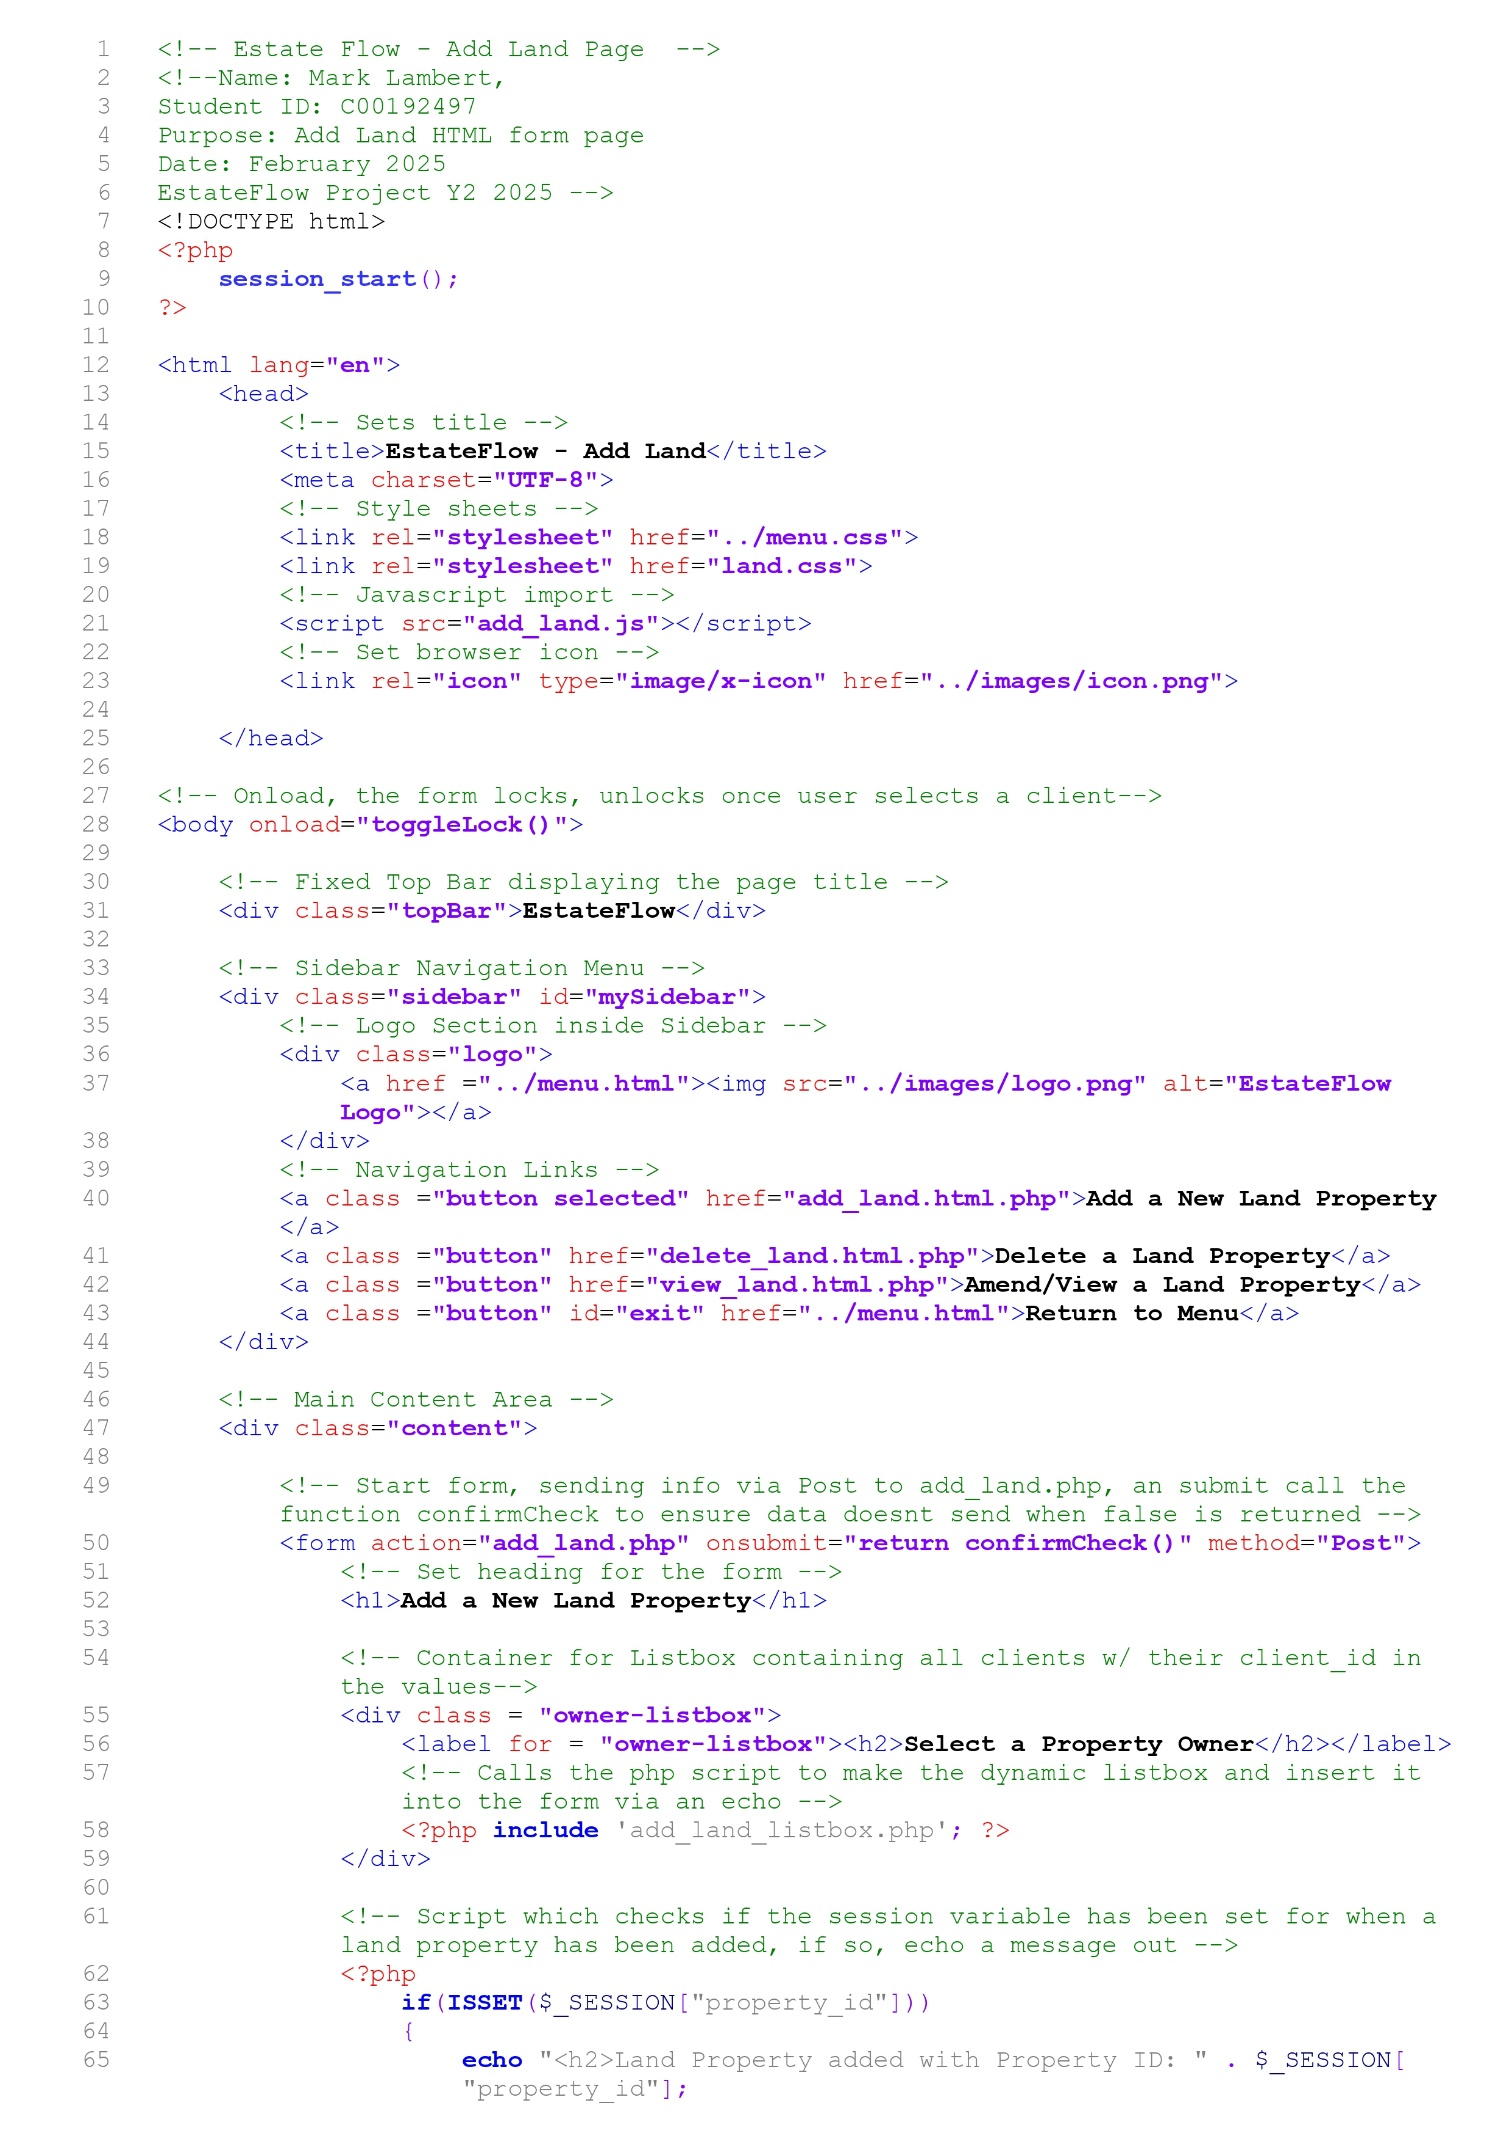 1 <!-- Estate Flow - Add Land Page  -->
2 <!--Name: Mark Lambert,
3 Student ID: C00192497
4 Purpose: Add Land HTML form page
5 Date: February 2025
6 EstateFlow Project Y2 2025 -->
7 <!DOCTYPE html>
8 <?php
9     session_start();
10 ?>
11
12 <html lang="en">
13     <head>
14         <!-- Sets title -->
15         <title>EstateFlow - Add Land</title>
16         <meta charset="UTF-8">
17         <!-- Style sheets -->
18         <link rel="stylesheet" href="../menu.css">
19         <link rel="stylesheet" href="land.css">
20         <!-- Javascript import -->
21         <script src="add_land.js"></script>
22         <!-- Set browser icon -->
23         <link rel="icon" type="image/x-icon" href="../images/icon.png">
24
25     </head>
26
27 <!-- Onload, the form locks, unlocks once user selects a client-->
28 <body onload="toggleLock()">
29
30     <!-- Fixed Top Bar displaying the page title -->
31     <div class="topBar">EstateFlow</div>
32
33     <!-- Sidebar Navigation Menu -->
34     <div class="sidebar" id="mySidebar">
35         <!-- Logo Section inside Sidebar -->
36         <div class="logo">
37             <a href ="../menu.html"><img src="../images/logo.png" alt="EstateFlow
Logo"></a>
38         </div>
39         <!-- Navigation Links -->
40         <a class ="button selected" href="add_land.html.php">Add a New Land Property
</a>
41         <a class ="button" href="delete_land.html.php">Delete a Land Property</a>
42         <a class ="button" href="view_land.html.php">Amend/View a Land Property</a>
43         <a class ="button" id="exit" href="../menu.html">Return to Menu</a>
44     </div>
45
46     <!-- Main Content Area -->
47     <div class="content">
48
49         <!-- Start form, sending info via Post to add_land.php, an submit call the
function confirmCheck to ensure data doesnt send when false is returned -->
50         <form action="add_land.php" onsubmit="return confirmCheck()" method="Post">
51             <!-- Set heading for the form -->
52             <h1>Add a New Land Property</h1>
53
54             <!-- Container for Listbox containing all clients w/ their client_id in
the values-->
55             <div class = "owner-listbox">
56                 <label for = "owner-listbox"><h2>Select a Property Owner</h2></label>
57                 <!-- Calls the php script to make the dynamic listbox and insert it
into the form via an echo -->
58                 <?php include 'add_land_listbox.php'; ?>
59             </div>
60
61             <!-- Script which checks if the session variable has been set for when a
land property has been added, if so, echo a message out -->
62             <?php
63                 if(ISSET($_SESSION["property_id"]))
64                 {
65                     echo "<h2>Land Property added with Property ID: " . $_SESSION[
"property_id"];